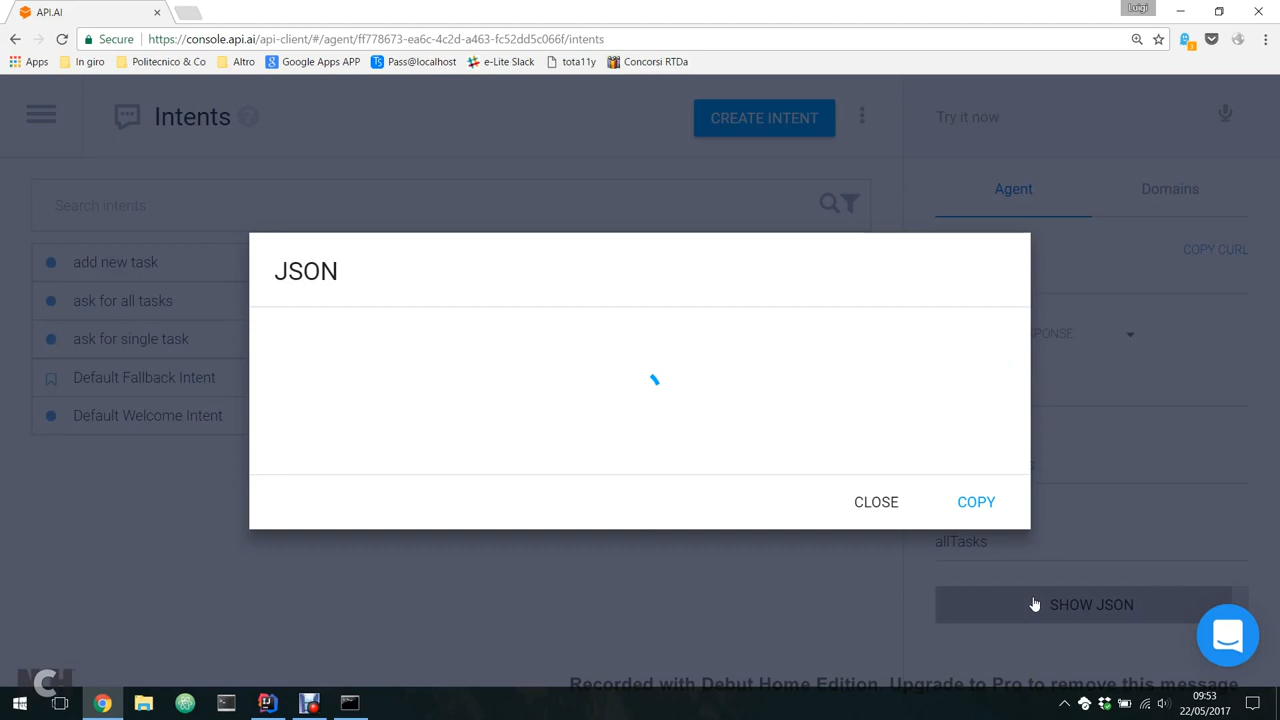 API.AI
Luigi
Secure
https://console.api.ai/api-client/#/agent/ff778673-ea6c-4c2d-a463-fc52dd5c066f/intents
Apps
In giro
Politecnico & Co
Altro
Google Apps APP
Pass@localhost
e-Lite Slack
tota11y
Concorsi RTDa
Intents
CREATE INTENT
Try it now
Search intents
Agent
Domains
COPY CURL
add new task
ask for all tasks
ask for single task
Default Fallback Intent
Default Welcome Intent
JSON
CLOSE
COPY
allTasks
SHOW JSON
Recorded with Debut Home Edition. Upgrade to Pro to remove this message
09:53
22/05/2017